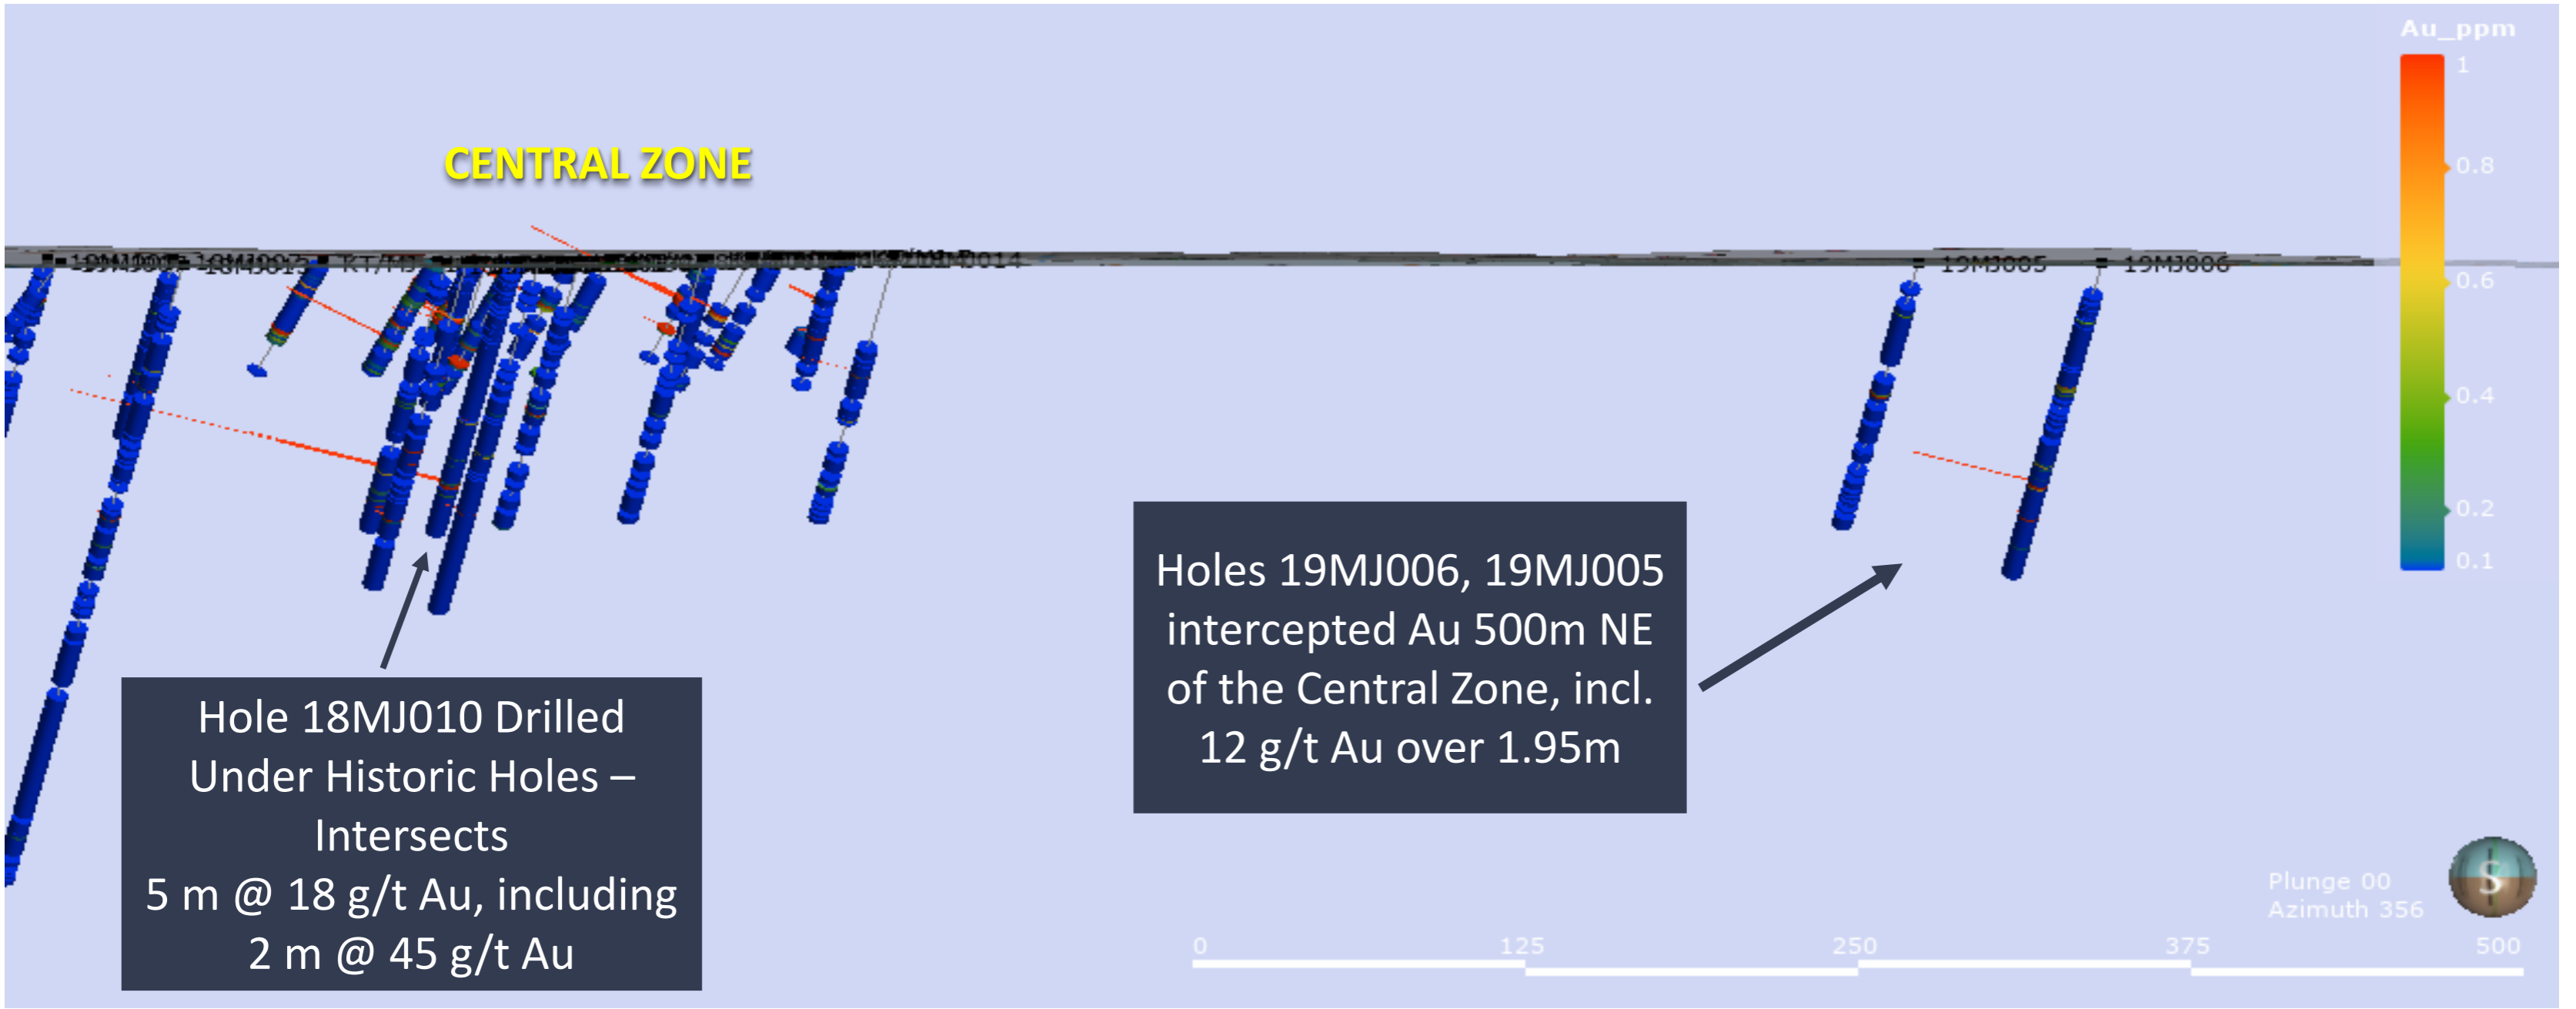 Au_ppm
1
0.8
0.6
0.4
0.2
0.1
CENTRAL ZONE
19MJ005
19MJ006
Holes 19MJ006, 19MJ005
intercepted Au 500m NE
of the Central Zone, incl.
12 g/t Au over 1.95m
Hole 18MJ010 Drilled
Under Historic Holes –
Intersects
5 m @ 18 g/t Au, including
2 m @ 45 g/t Au
Plunge 00
Azimuth 356
S
0 125 250 375 500